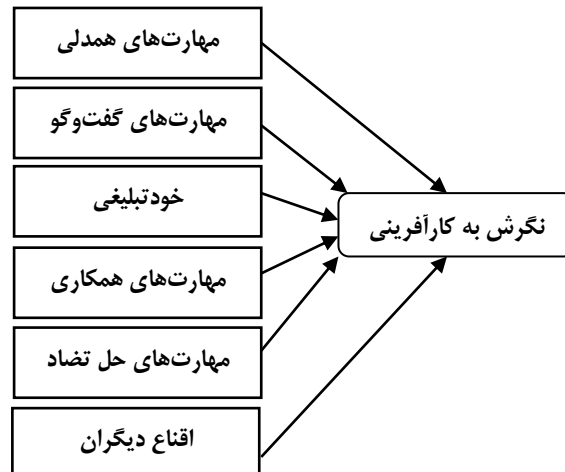 مهارت‌های همدلی
مهارت‌های گفت‌وگو
خودتبلیغی
نگرش به کارآفرینی
مهارت‌های همکاری
مهارت‌های حل تضاد
اقناع دیگران